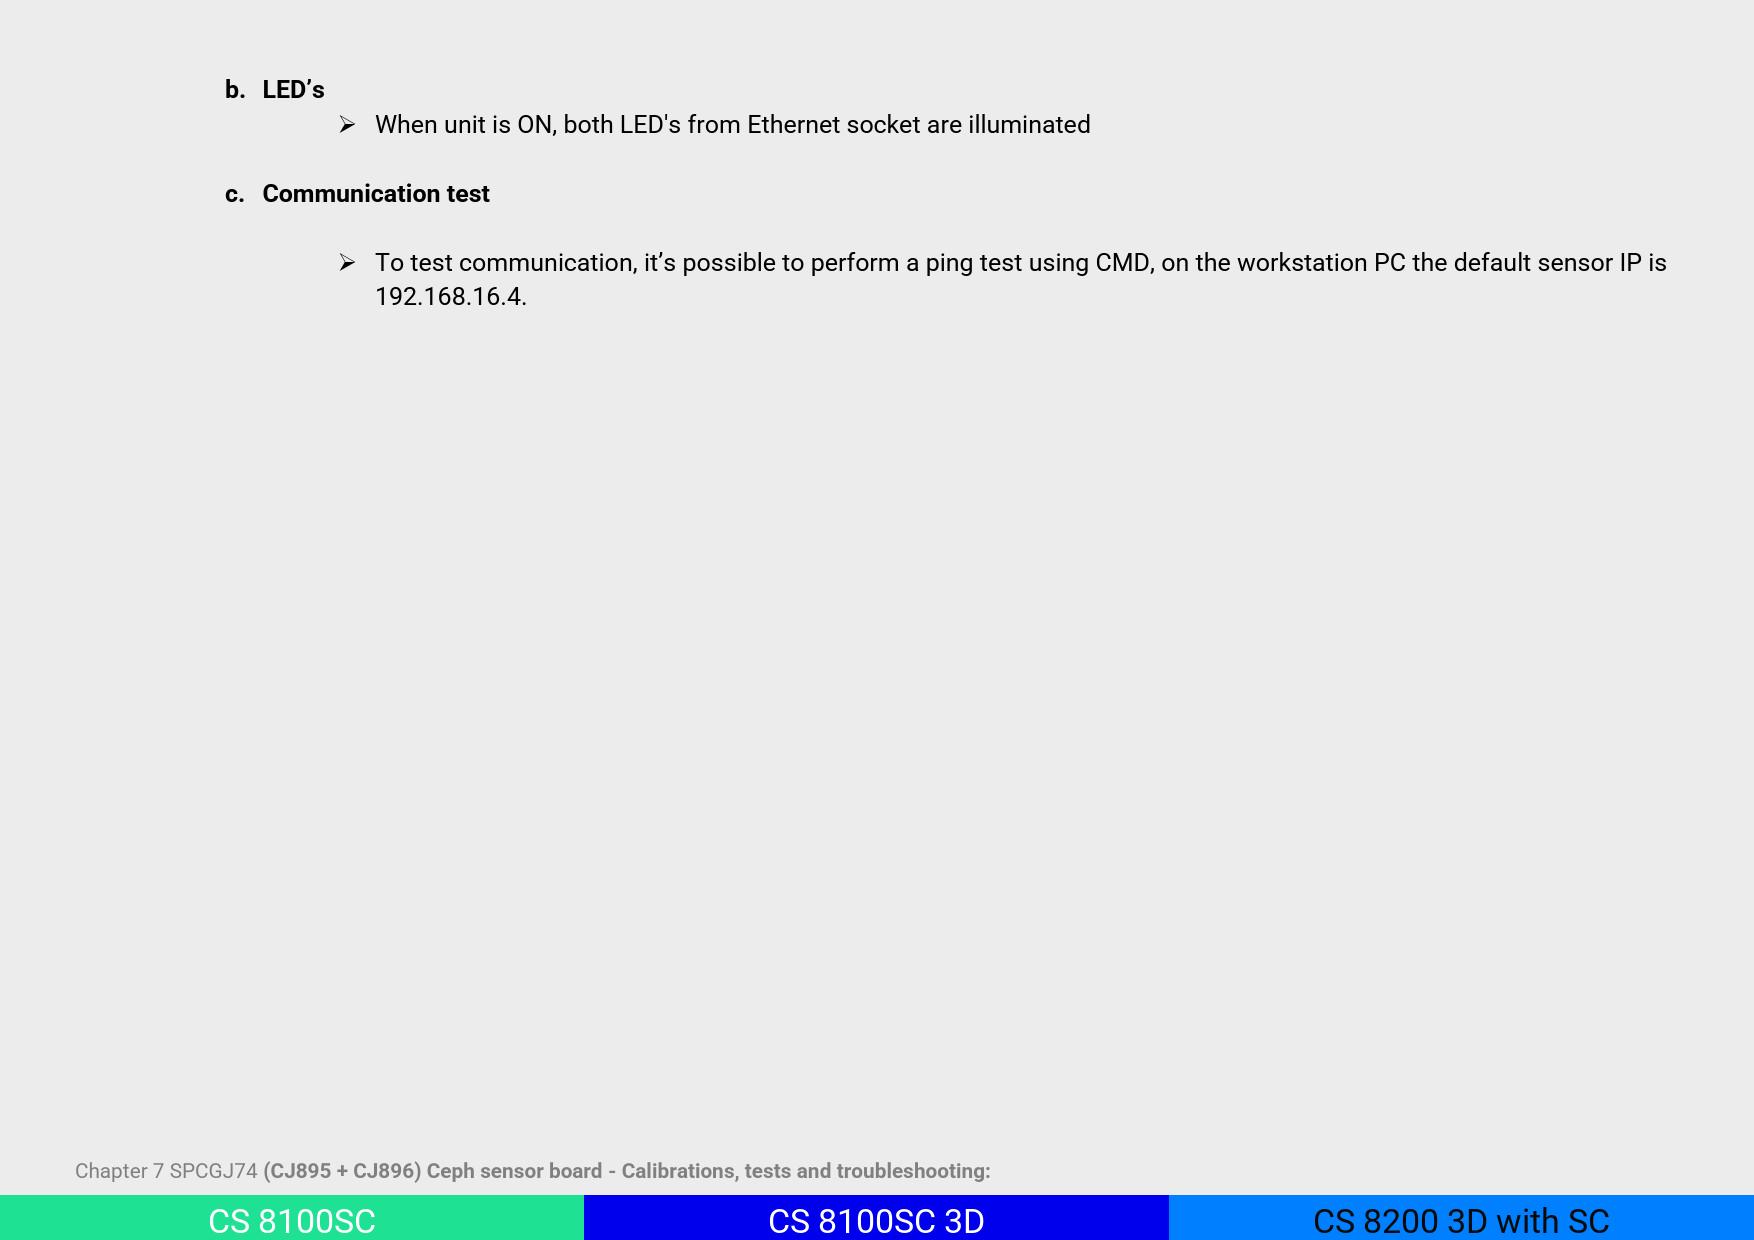 b. LED’s
➢ When unit is ON, both LED's from Ethernet socket are illuminated
c. Communication test
➢ To test communication, it’s possible to perform a ping test using CMD, on the workstation PC the default sensor IP is
192.168.16.4.
Chapter 7 SPCGJ74 (CJ895 + CJ896) Ceph sensor board - Calibrations, tests and troubleshooting:
CS 8100SC CS 8100SC 3D CS 8200 3D with SC